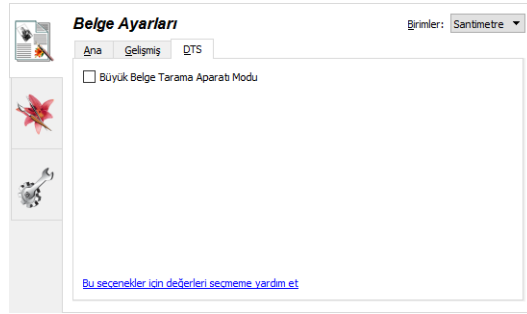 Belge Ayarları
Birimler: Santimetre
Ana Gelişmiş DTS
Büyük Belge Tarama Aparatı Modu
Bu seçenekler için değerleri seçmeme yardım et